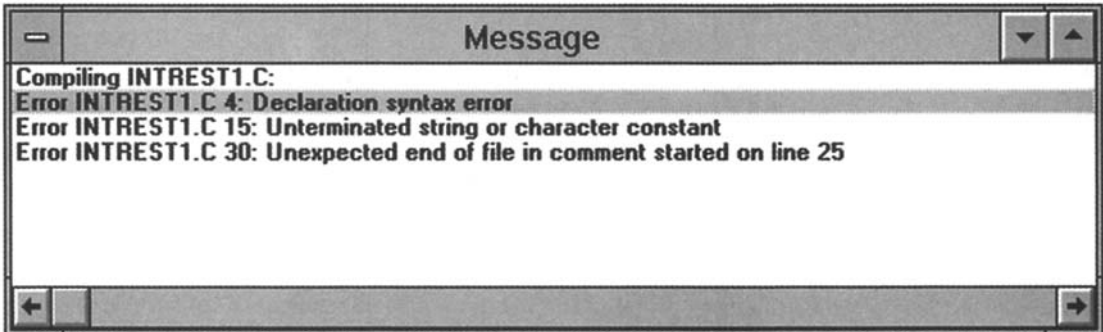 Message
Compiling INTREST1.C:
Error INTREST1.C 4: Declaration syntax error
Error INTREST1.C 15: Unterminated string or character constant
Error INTREST1.C 30: Unexpected end of file in comment started on line 25